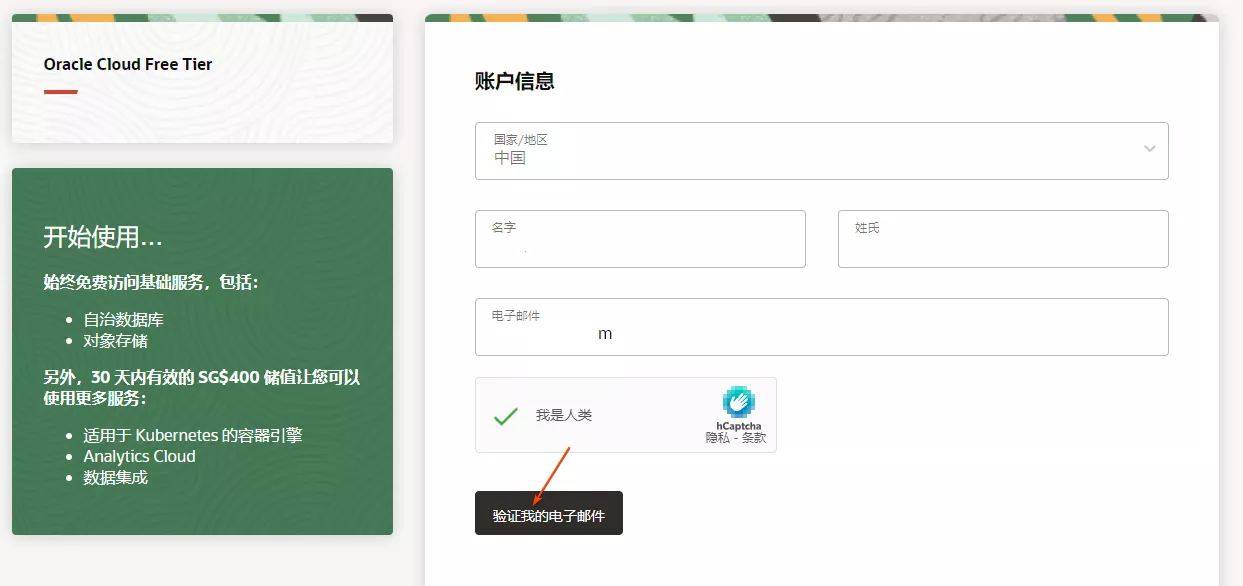 Oracle Cloud Free Tier
开始使用...
始终免费访问基础服务，包括：
自治数据库
对象存储
另外，30 天内有效的 SG$400 储值让您可以
使用更多服务：
适用于 Kubernetes 的容器引擎
Analytics Cloud
数据集成
账户信息
国家/地区
中国
名字
姓氏
电子邮件
m
我是人类
hCaptcha
隐私 - 条款
验证我的电子邮件